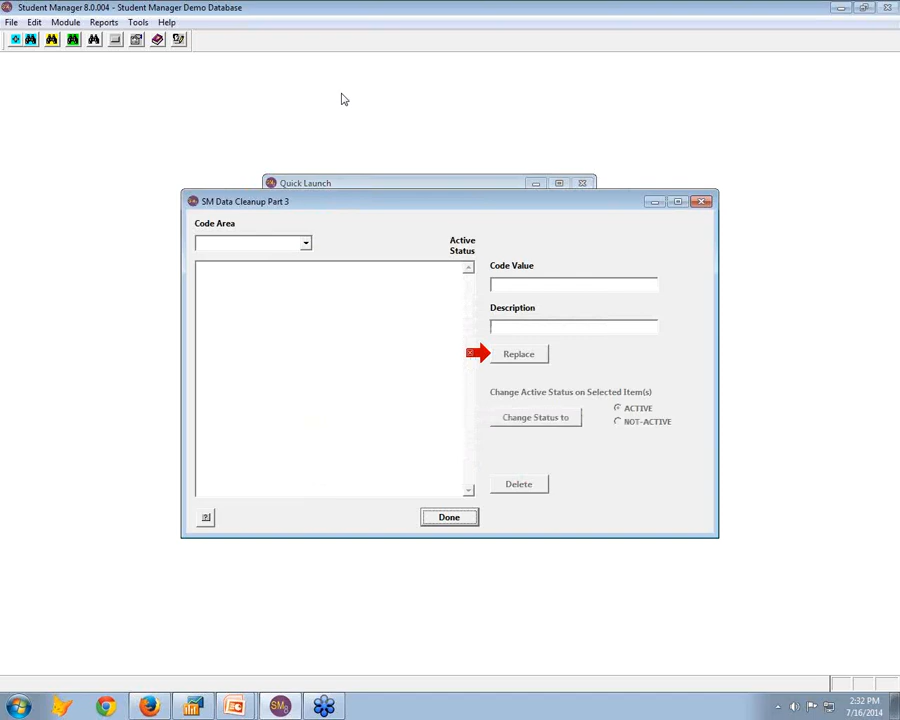 Student Manager 8.0.004 - Student Manager Demo Database
File Edit Module Reports Tools Help
Quick Launch
SM Data Cleanup Part 3
Code Area
Active
Status
Code Value
Description
Replace
Change Active Status on Selected Item(s)
Change Status to
ACTIVE
NOT-ACTIVE
Delete
?
Done
2:32 PM
7/16/2014